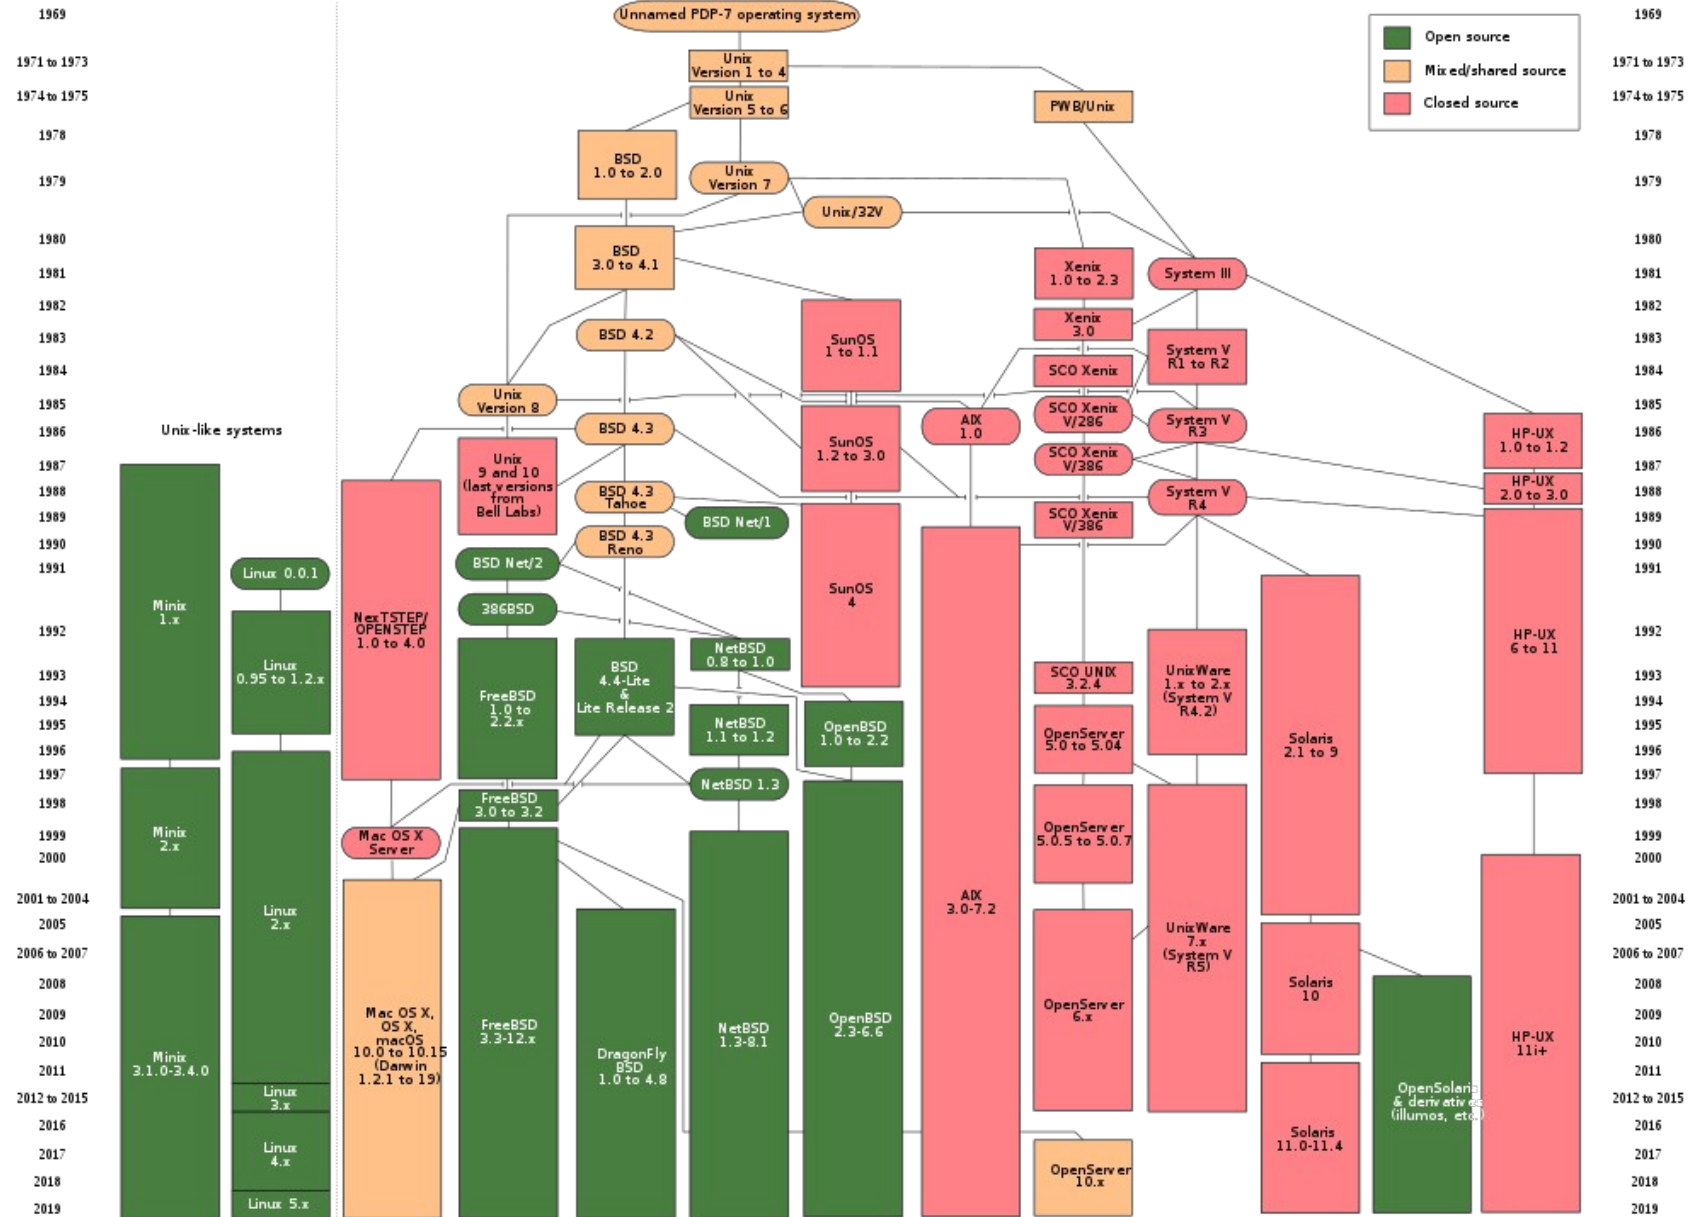 Unnamed PDP-7 operating system
Unix
Version 1 to 4
Unix
Version 5 to 6
PWB/Unix
BSD
1.0 to 2.0
Unix
Version 7
Unix/32V
BSD
3.0 to 4.1
Xenix
1.0 to 2.3
System III
Xenix
3.0
SunOS
1 to 1.1
BSD 4.2
System V
R1 to R2
SCO Xenix
Unix
Version 8
SCO Xenix
V/286
AIX
1.0
System V
R3
BSD 4.3
SunOS
1.2 to 3.0
HP-UX
1.0 to 1.2
Unix-like systems
Unix
9 and 10
(last versions
from
Bell Labs)
SCO Xenix
V/386
HP-UX
2.0 to 3.0
BSD 4.3
Tahoe
System V
R4
BSD Net/1
SCO Xenix
V/386
BSD 4.3
Reno
BSD Net/2
Linux 0.0.1
SunOS
4
386BSD
Minix
1.x
NexTSTEP/
OPENSTEP
1.0 to 4.0
HP-UX
6 to 11
NetBSD
0.8 to 1.0
Linux
0.95 to 1.2.x
BSD
4.4-Lite
&
Lite Release 2
SCO UNIX
3.2.4
UnixWare
1.x to 2.x
(System V
R4.2)
FreeBSD
1.0 to
2.2.x
NetBSD
1.1 to 1.2
OpenBSD
1.0 to 2.2
OpenServer
5.0 to 5.04
Solaris
2.1 to 9
NetBSD 1.3
FreeBSD
3.0 to 3.2
Minix
2.x
Mac OS X
Server
OpenServer
5.0.5 to 5.0.7
Linux
2.x
AIX
3.0-7.2
UnixWare
7.x
(System V
R5)
Solaris
10
OpenServer
6.x
Mac OS X,
OS X,
macOS
10.0 to 10.15
(Darwin
1.2.1 to 19)
FreeBSD
3.3-12.x
NetBSD
1.3-8.1
OpenBSD
2.3-6.6
HP-UX
11i+
Minix
3.1.0-3.4.0
DragonFly
BSD
1.0 to 4.8
Linux
3.x
OpenSolaris
& derivatives
(illumos, etc.)
Solaris
11.0-11.4
Linux
4.x
OpenServer
10.x
Linux 5.x
Open source
Mixed/shared source
Closed source
1969
1971 to 1973
1974 to 1975
1978
1979
1980
1981
1982
1983
1984
1985
1986
1987
1988
1989
1990
1991
1992
1993
1994
1995
1996
1997
1998
1999
2000
2001 to 2004
2005
2006 to 2007
2008
2009
2010
2011
2012 to 2015
2016
2017
2018
2019
1969
1971 to 1973
1974 to 1975
1978
1979
1980
1981
1982
1983
1984
1985
1986
1987
1988
1989
1990
1991
1992
1993
1994
1995
1996
1997
1998
1999
2000
2001 to 2004
2005
2006 to 2007
2008
2009
2010
2011
2012 to 2015
2016
2017
2018
2019